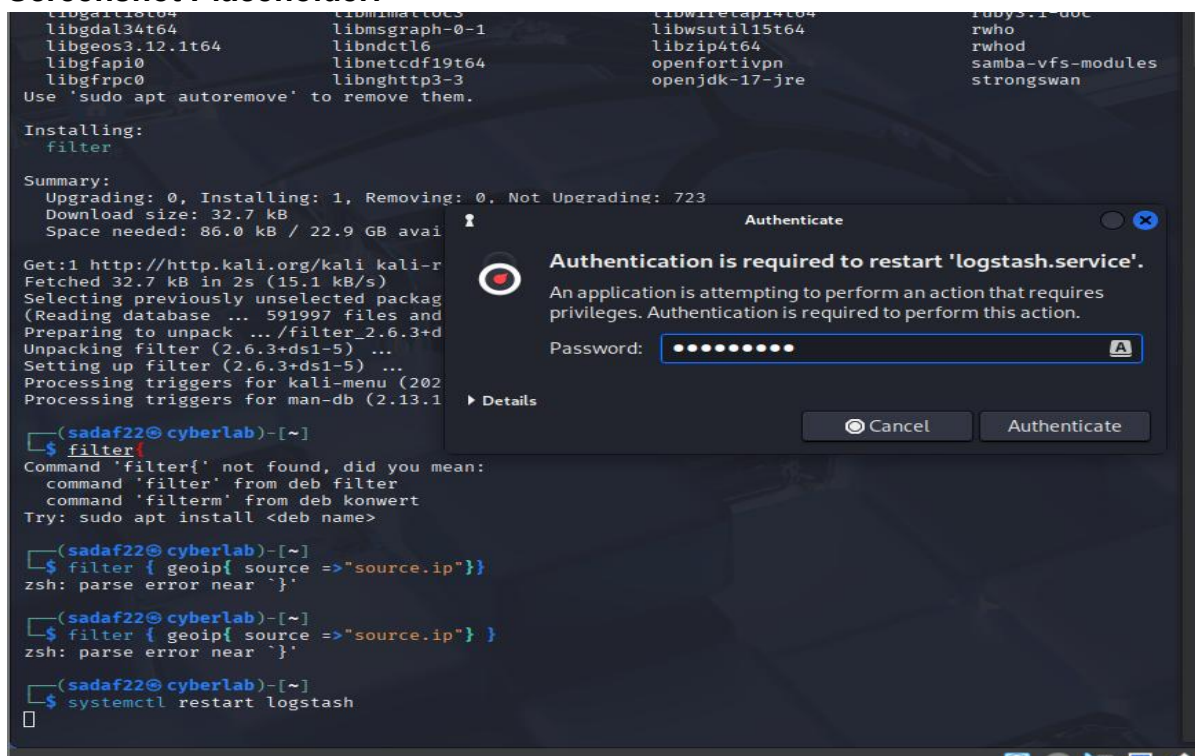 Screenshot Placeholder:
libgdal34t64 libmsgraph-0-1 libwsutil15t64 rwho
libgeos3.12.1t64 libndctl6 libzip4t64 rwhod
libgfapi0 libnetcdf19t64 openfortivpn samba-vfs-modules
libgfrpc0 libnghttp3-3 openjdk-17-jre strongswan
Use 'sudo apt autoremove' to remove them.
Installing:
filter
Summary:
Upgrading: 0, Installing: 1, Removing: 0, Not Upgrading: 723
Download size: 32.7 kB
Space needed: 86.0 kB / 22.9 GB avai
Get:1 http://http.kali.org/kali kali-r
Fetched 32.7 kB in 2s (15.1 kB/s)
Selecting previously unselected packag
(Reading database ... 591997 files and
Preparing to unpack .../filter_2.6.3+d
Unpacking filter (2.6.3+ds1-5) ...
Setting up filter (2.6.3+ds1-5) ...
Processing triggers for kali-menu (202
Processing triggers for man-db (2.13.1
Authenticate
Authentication is required to restart 'logstash.service'.
An application is attempting to perform an action that requires
privileges. Authentication is required to perform this action.
Password: ●●●●●●●●● A
Details
Cancel Authenticate
┌──(sadaf22㉿cyberlab)-[~]
└─$ filter{
Command 'filter{' not found, did you mean:
command 'filter' from deb filter
command 'filterm' from deb konwert
Try: sudo apt install <deb name>
┌──(sadaf22㉿cyberlab)-[~]
└─$ filter { geoip{ source =>"source.ip"}}
zsh: parse error near `}'
┌──(sadaf22㉿cyberlab)-[~]
└─$ filter { geoip{ source =>"source.ip"} }
zsh: parse error near `}'
┌──(sadaf22㉿cyberlab)-[~]
└─$ systemctl restart logstash